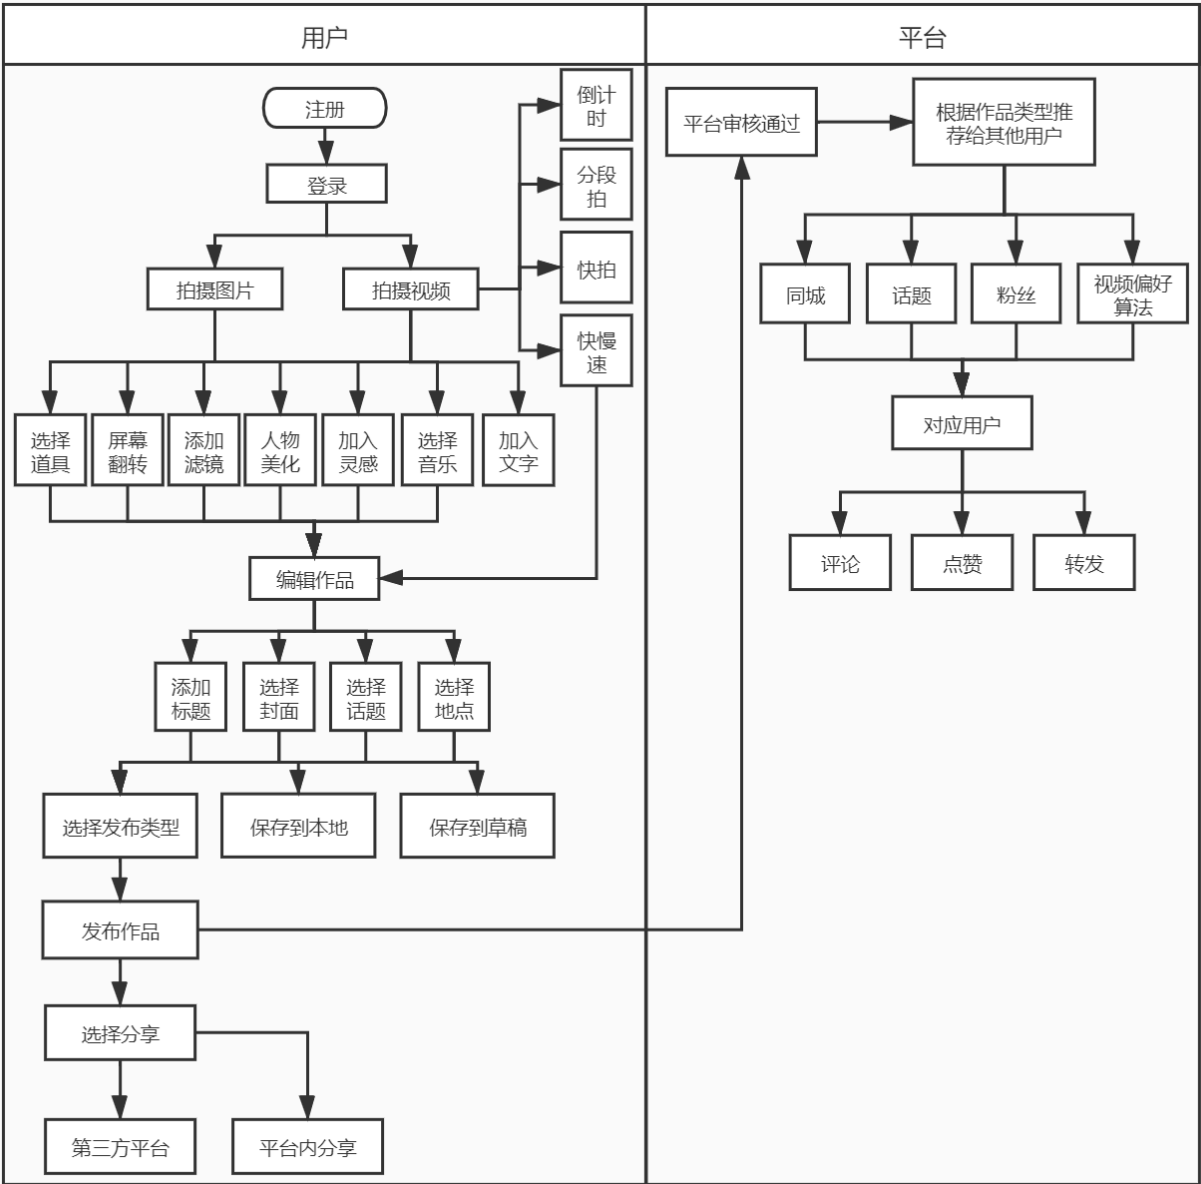 用户
平台
注册
登录
拍摄图片
拍摄视频
倒计
时
分段
拍
快拍
快慢
速
选择
道具
屏幕
翻转
添加
滤镜
人物
美化
加入
灵感
选择
音乐
加入
文字
编辑作品
添加
标题
选择
封面
选择
话题
选择
地点
选择发布类型
保存到本地
保存到草稿
发布作品
选择分享
第三方平台
平台内分享
平台审核通过
根据作品类型推
荐给其他用户
同城
话题
粉丝
视频偏好
算法
对应用户
评论
点赞
转发